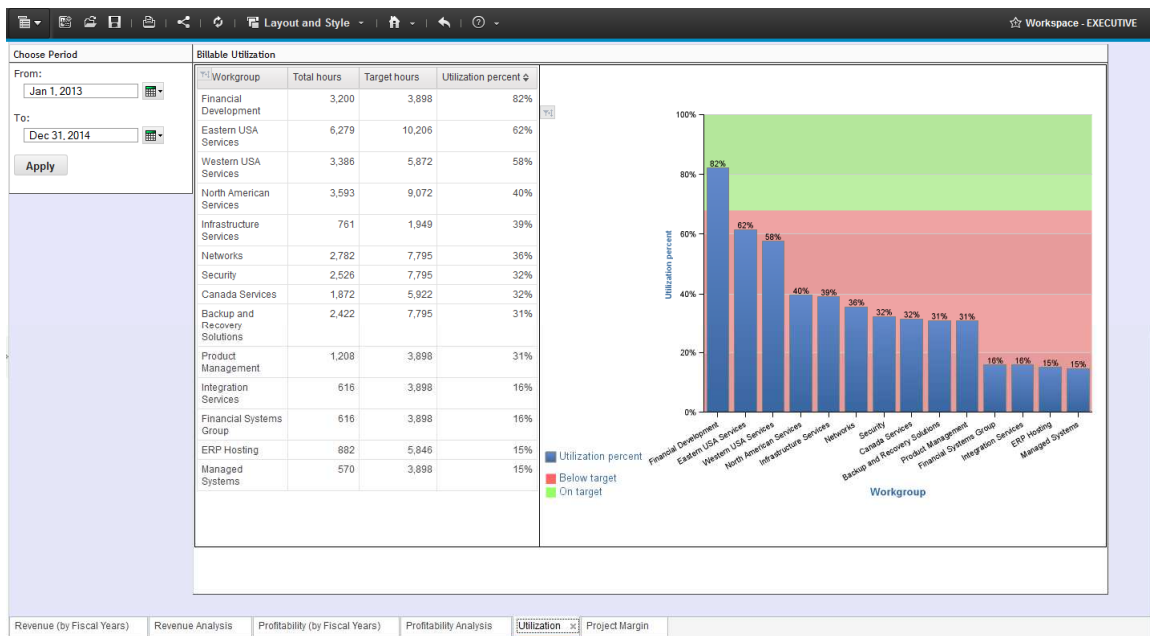 Layout and Style
Workspace - EXECUTIVE
Choose Period
From:
Jan 1, 2013
To:
Dec 31, 2014
Apply
Billable Utilization
Workgroup Total hours Target hours Utilization percent
Financial Development 3,200 3,898 82%
Eastern USA Services 6,279 10,206 62%
Western USA Services 3,386 5,872 58%
North American Services 3,593 9,072 40%
Infrastructure Services 761 1,949 39%
Networks 2,782 7,795 36%
Security 2,526 7,795 32%
Canada Services 1,872 5,922 32%
Backup and Recovery Solutions 2,422 7,795 31%
Product Management 1,208 3,898 31%
Integration Services 616 3,898 16%
Financial Systems Group 616 3,898 16%
ERP Hosting 882 5,846 15%
Managed Systems 570 3,898 15%
Utilization percent
100%
80%
60%
40%
20%
0%
82%
62%
58%
40%
39%
36%
32%
32%
31%
31%
16%
16%
15%
15%
Financial Development
Eastern USA Services
Western USA Services
North American Services
Infrastructure Services
Networks
Security
Canada Services
Backup and Recovery Solutions
Product Management
Financial Systems Group
Integration Services
ERP Hosting
Managed Systems
Workgroup
Utilization percent
Below target
On target
Revenue (by Fiscal Years)
Revenue Analysis
Profitability (by Fiscal Years)
Profitability Analysis
Utilization
Project Margin